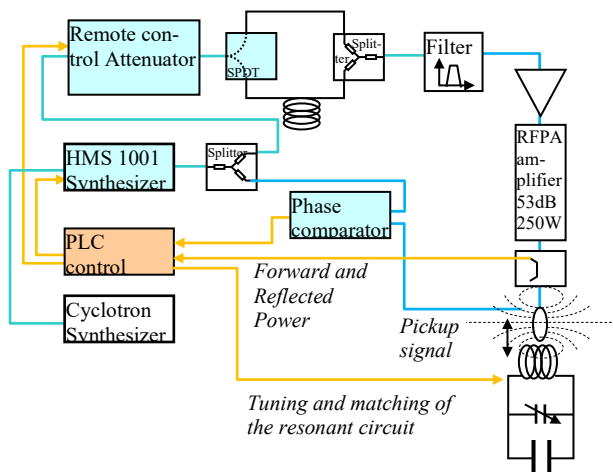 Remote con-
trol Attenuator
SPDT
Split-
ter
Filter
HMS 1001
Synthesizer
Splitter
RFPA
am-
plifier
53dB
250W
Phase
comparator
PLC
control
Forward and
Reflected
Power
Cyclotron
Synthesizer
Pickup
signal
Tuning and matching of
the resonant circuit